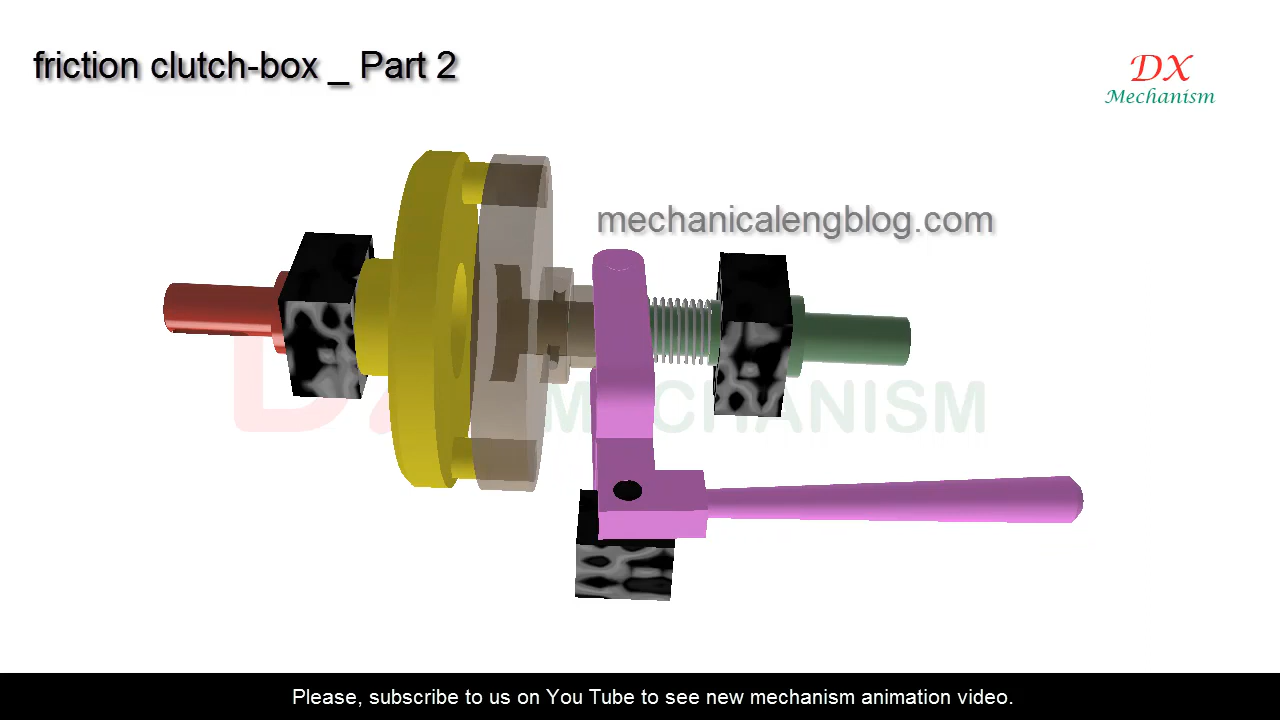 friction clutch-box _ Part 2
DX
Mechanism
mechanicalengblog.com
DX MECHANISM
Please, subscribe to us on You Tube to see new mechanism animation video.